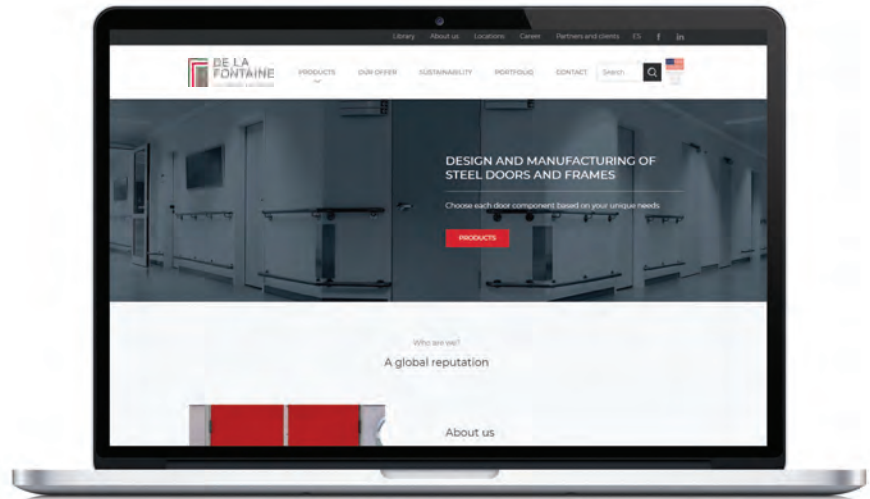 Library About us Locations Career Partners and clients ES f in
DE LA
FONTAINE
PRODUCTS OUR OFFER SUSTAINABILITY PORTFOLIO CONTACT Search
DESIGN AND MANUFACTURING OF
STEEL DOORS AND FRAMES
Choose each door component based on your unique needs
PRODUCTS
Who are we?
A global reputation
About us